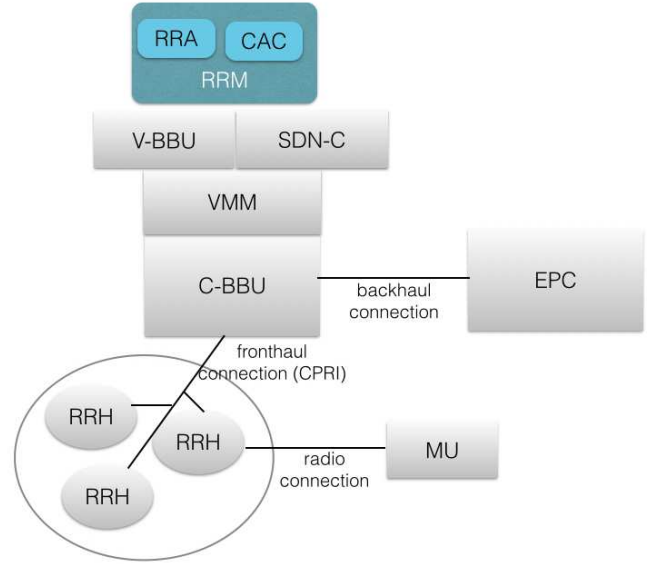 RRA
CAC
RRM
V-BBU
SDN-C
VMM
C-BBU
EPC
backhaul
connection
fronthaul
connection (CPRI)
RRH
RRH
RRH
MU
radio
connection